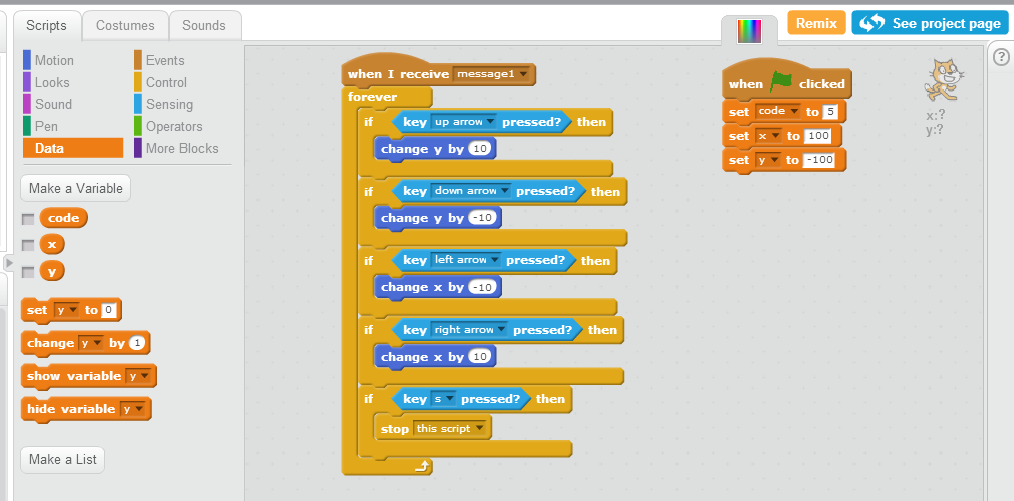 Scripts Costumes Sounds
Remix See project page
Motion Events
Looks Control
Sound Sensing
Pen Operators
Data More Blocks
Make a Variable
code
x
y
set y to 0
change y by 1
show variable y
hide variable y
Make a List
when I receive message1
forever
if key up arrow pressed? then
change y by 10
if key down arrow pressed? then
change y by -10
if key left arrow pressed? then
change x by -10
if key right arrow pressed? then
change x by 10
if key s pressed? then
stop this script
when clicked
set code to 5
set x to 100
set y to -100
x:?
y:?
?